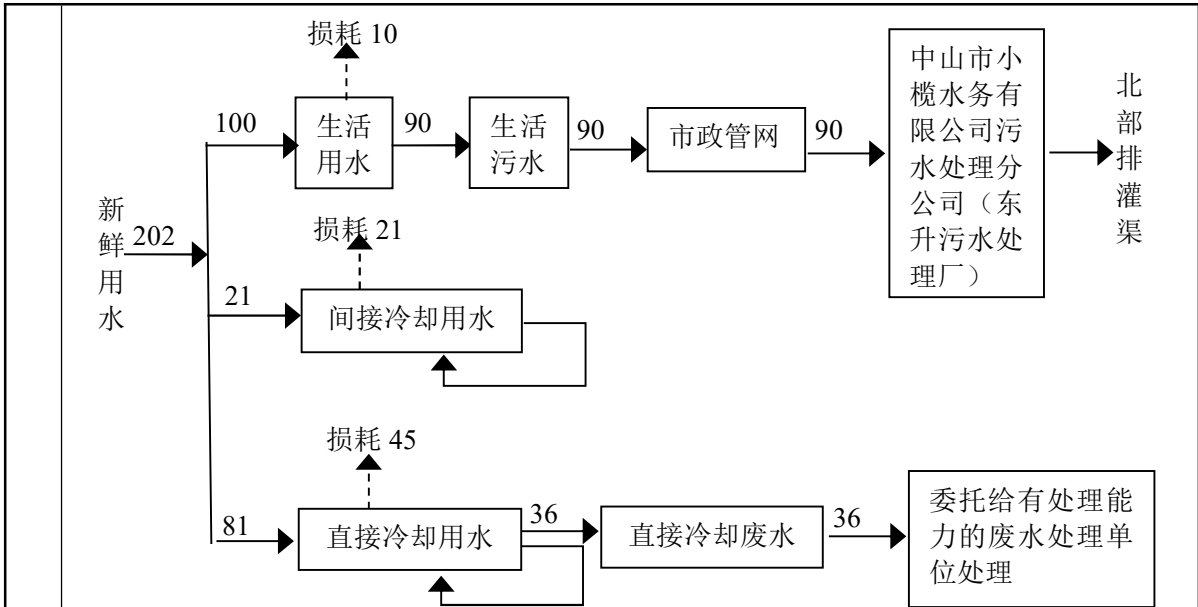 损耗 10
100
生活
用水
90
生活
污水
90
市政管网
90
中山市小
榄水务有
限公司污
水处理分
公司（东
升污水处
理厂）
北部排灌渠
新鲜用水
202
损耗 21
21
间接冷却用水
损耗 45
81
直接冷却用水
36
直接冷却废水
36
委托给有处理能
力的废水处理单
位处理